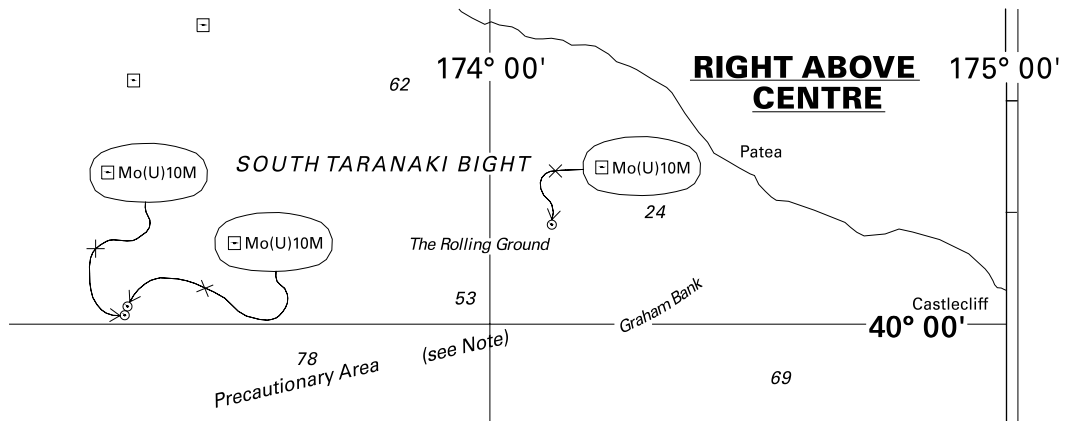 174° 00'
RIGHT ABOVE
CENTRE
175° 00'
62
SOUTH TARANAKI BIGHT
Patea
Mo(U)10M
Mo(U)10M
24
Mo(U)10M
The Rolling Ground
53
Graham Bank
Castlecliff
40° 00'
78
Precautionary Area
(see Note)
69